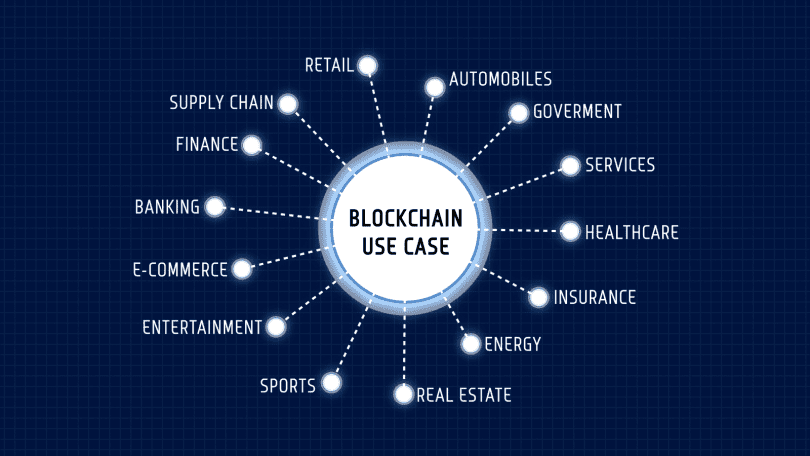 RETAIL
AUTOMOBILES
SUPPLY CHAIN
GOVERMENT
FINANCE
SERVICES
BANKING
BLOCKCHAIN
USE CASE
HEALTHCARE
E-COMMERCE
INSURANCE
ENTERTAINMENT
ENERGY
SPORTS
REAL ESTATE